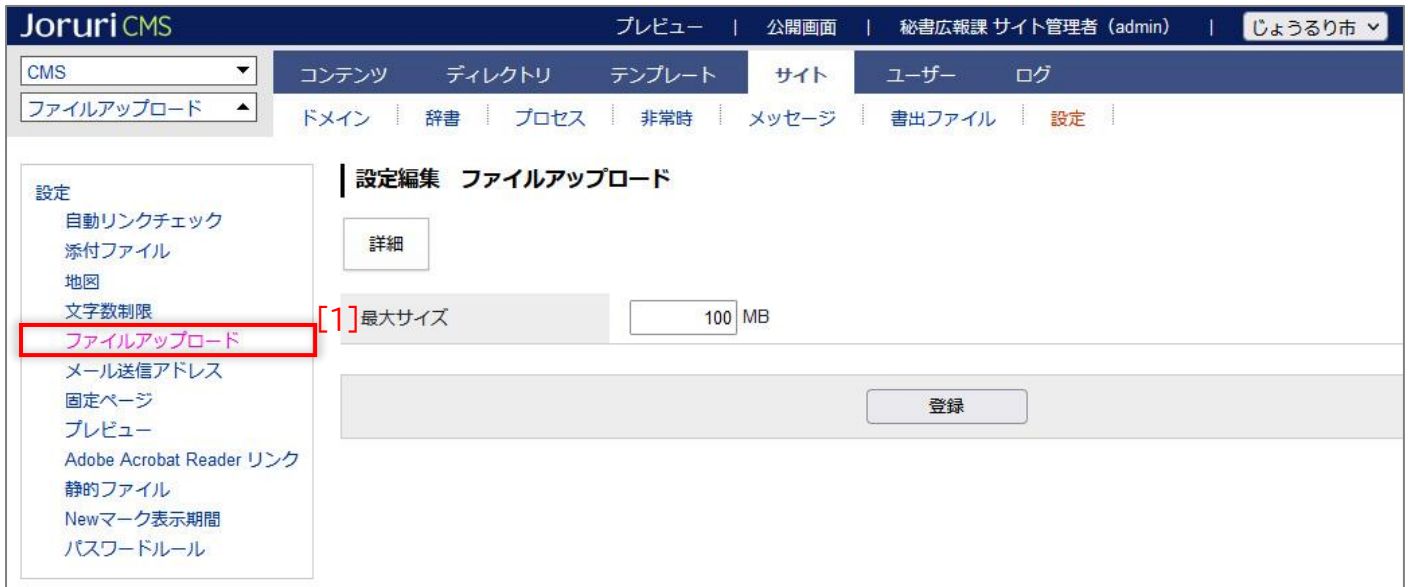 Joruri CMS プレビュー | 公開画面 | 秘書広報課 サイト管理者（admin） | じょうるり市
CMS コンテンツ ディレクトリ テンプレート サイト ユーザー ログ
ファイルアップロード ドメイン 辞書 プロセス 非常時 メッセージ 書出ファイル 設定
設定編集 ファイルアップロード
詳細
[1] 最大サイズ 100 MB
登録
設定
自動リンクチェック
添付ファイル
地図
文字数制限
ファイルアップロード
メール送信アドレス
固定ページ
プレビュー
Adobe Acrobat Reader リンク
静的ファイル
Newマーク表示期間
パスワードルール